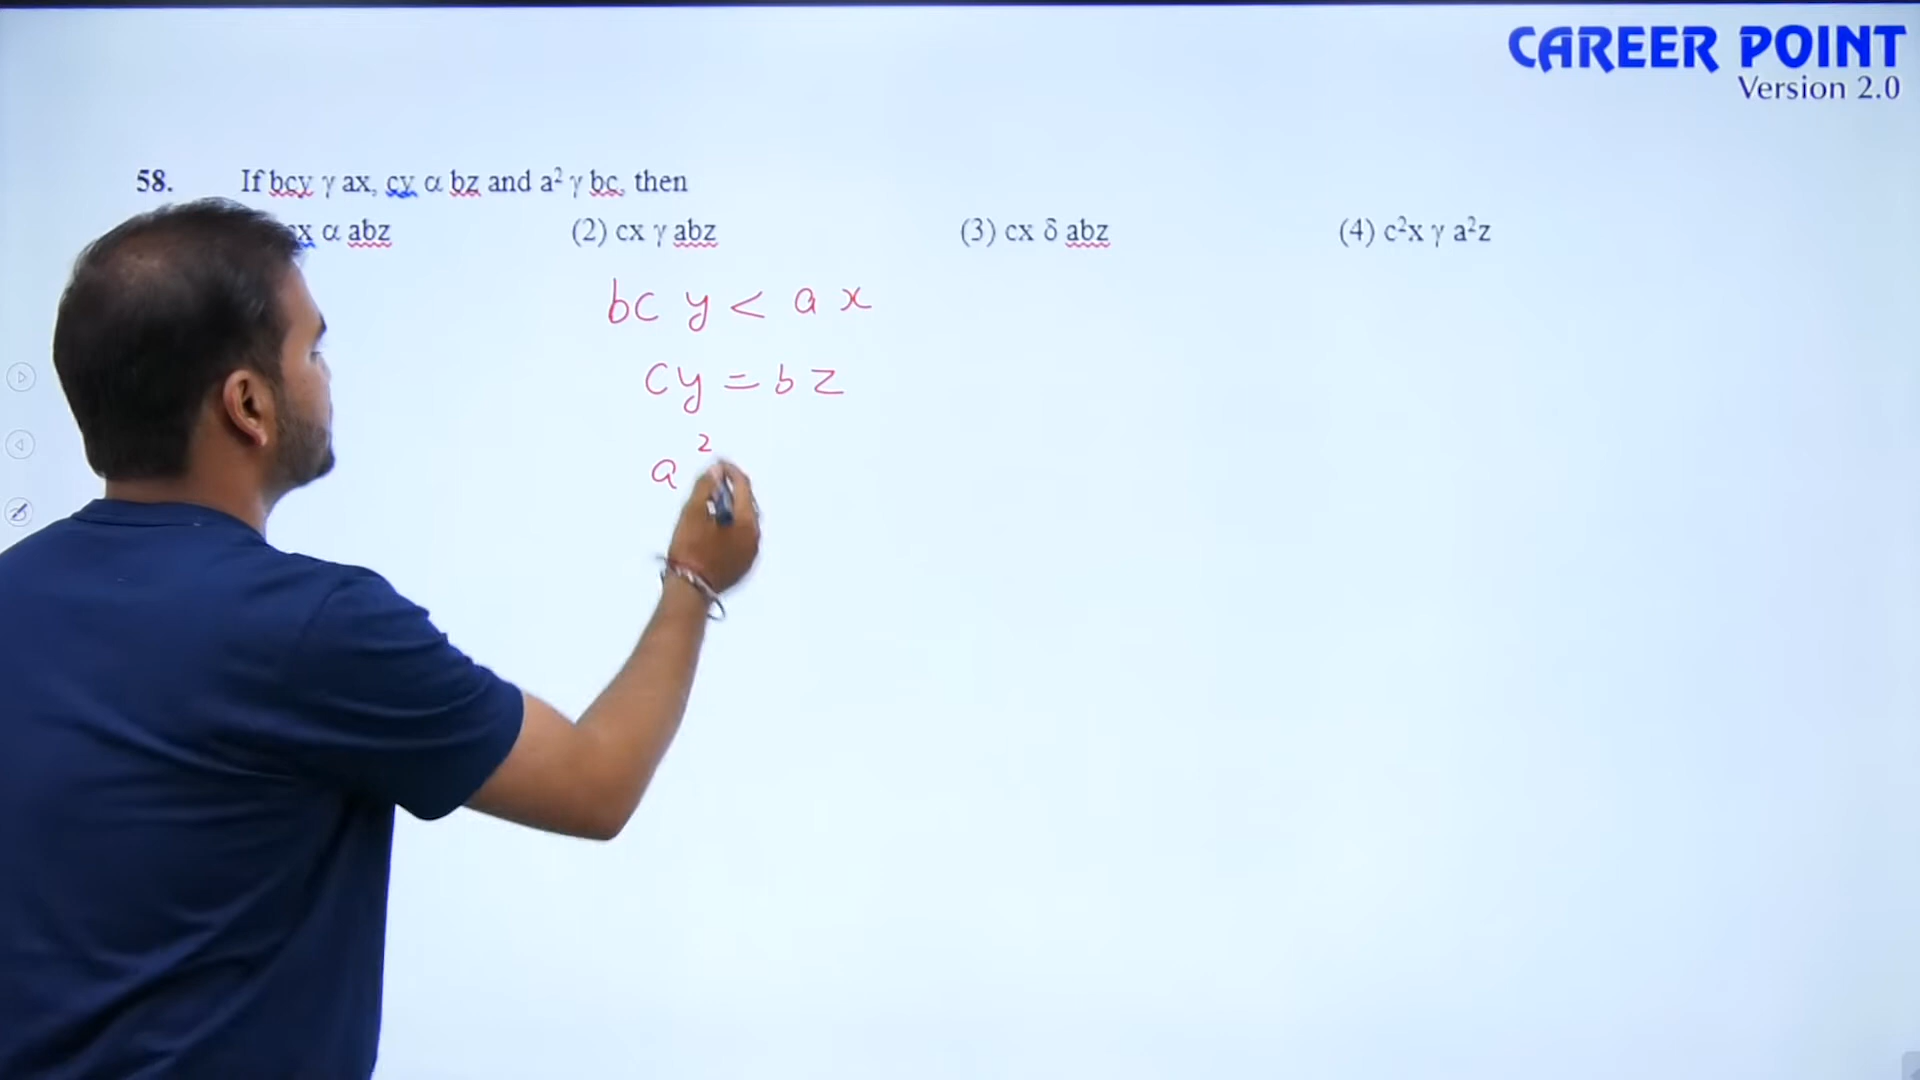 CAREER POINT
Version 2.0
58. If bcy γ ax, cy α bz and a² γ bc, then
x α abz (2) cx γ abz (3) cx δ abz (4) c²x γ a²z
bc y < a x
cy = b z
a²